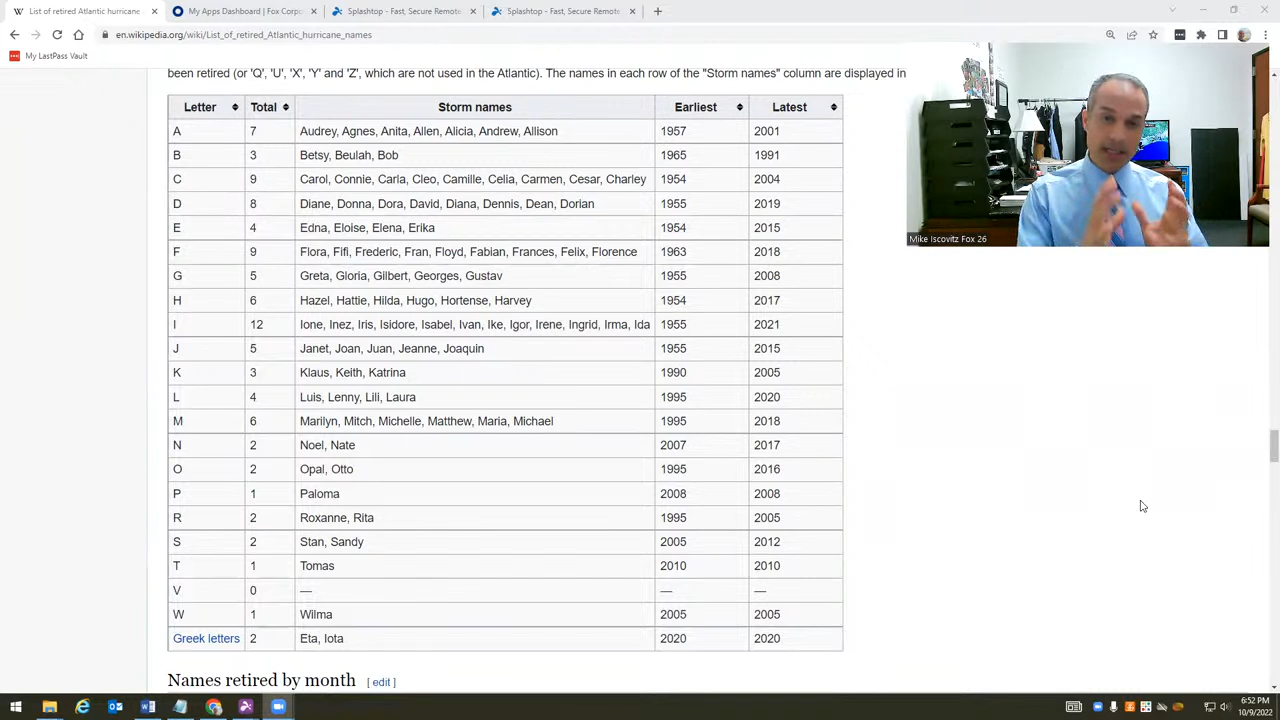 List of retired Atlantic hurricane
My Apps Dashboard | Fox Corpo
Splashtop - Fast, Secure Remote
Splashtop - Fast, Secure Remote
en.wikipedia.org/wiki/List_of_retired_Atlantic_hurricane_names
My LastPass Vault
been retired (or 'Q', 'U', 'X', 'Y' and 'Z', which are not used in the Atlantic). The names in each row of the "Storm names" column are displayed in
Letter Total Storm names Earliest Latest
A 7 Audrey, Agnes, Anita, Allen, Alicia, Andrew, Allison 1957 2001
B 3 Betsy, Beulah, Bob 1965 1991
C 9 Carol, Connie, Carla, Cleo, Camille, Celia, Carmen, Cesar, Charley 1954 2004
D 8 Diane, Donna, Dora, David, Diana, Dennis, Dean, Dorian 1955 2019
E 4 Edna, Eloise, Elena, Erika 1954 2015
F 9 Flora, Fifi, Frederic, Fran, Floyd, Fabian, Frances, Felix, Florence 1963 2018
G 5 Greta, Gloria, Gilbert, Georges, Gustav 1955 2008
H 6 Hazel, Hattie, Hilda, Hugo, Hortense, Harvey 1954 2017
I 12 Ione, Inez, Iris, Isidore, Isabel, Ivan, Ike, Igor, Irene, Ingrid, Irma, Ida 1955 2021
J 5 Janet, Joan, Juan, Jeanne, Joaquin 1955 2015
K 3 Klaus, Keith, Katrina 1990 2005
L 4 Luis, Lenny, Lili, Laura 1995 2020
M 6 Marilyn, Mitch, Michelle, Matthew, Maria, Michael 1995 2018
N 2 Noel, Nate 2007 2017
O 2 Opal, Otto 1995 2016
P 1 Paloma 2008 2008
R 2 Roxanne, Rita 1995 2005
S 2 Stan, Sandy 2005 2012
T 1 Tomas 2010 2010
V 0 — — —
W 1 Wilma 2005 2005
Greek letters 2 Eta, Iota 2020 2020
Names retired by month [ edit ]
Mike Iscovitz Fox 26
6:52 PM
10/9/2022